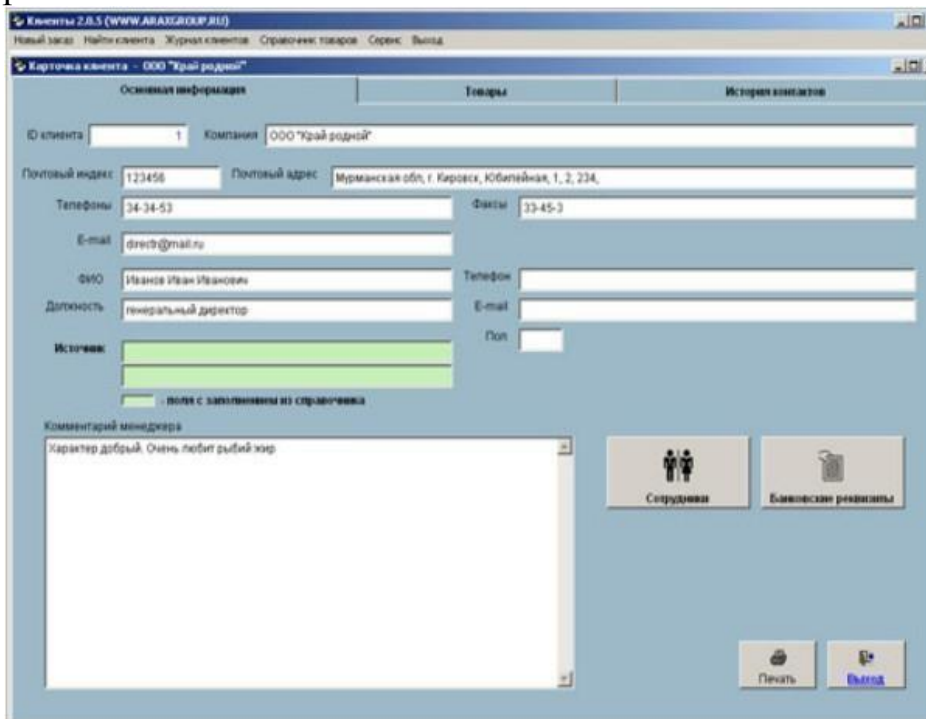 Клиенты 2.0.5 (WWW.ARAXGROUP.RU)
Новый заказ Найти клиента Журнал клиентов Справочник товаров Сервис Выход
Карточка клиента - ООО "Край родной"
Основная информация Товары История контактов
ID клиента 1 Компания ООО "Край родной"
Почтовый индекс 123456 Почтовый адрес Мурманская обл, г. Кировск, Юбилейная, 1, 2, 234,
Телефоны 34-34-53 Факсы 33-45-3
E-mail directr@mail.ru
ФИО Иванов Иван Иванович Телефон
Должность генеральный директор E-mail
Пол
Источник
- поля с заполнением из справочника
Комментарий менеджера
Характер добрый. Очень любит рыбий жир
Сотрудники Банковские реквизиты
Печать Выход